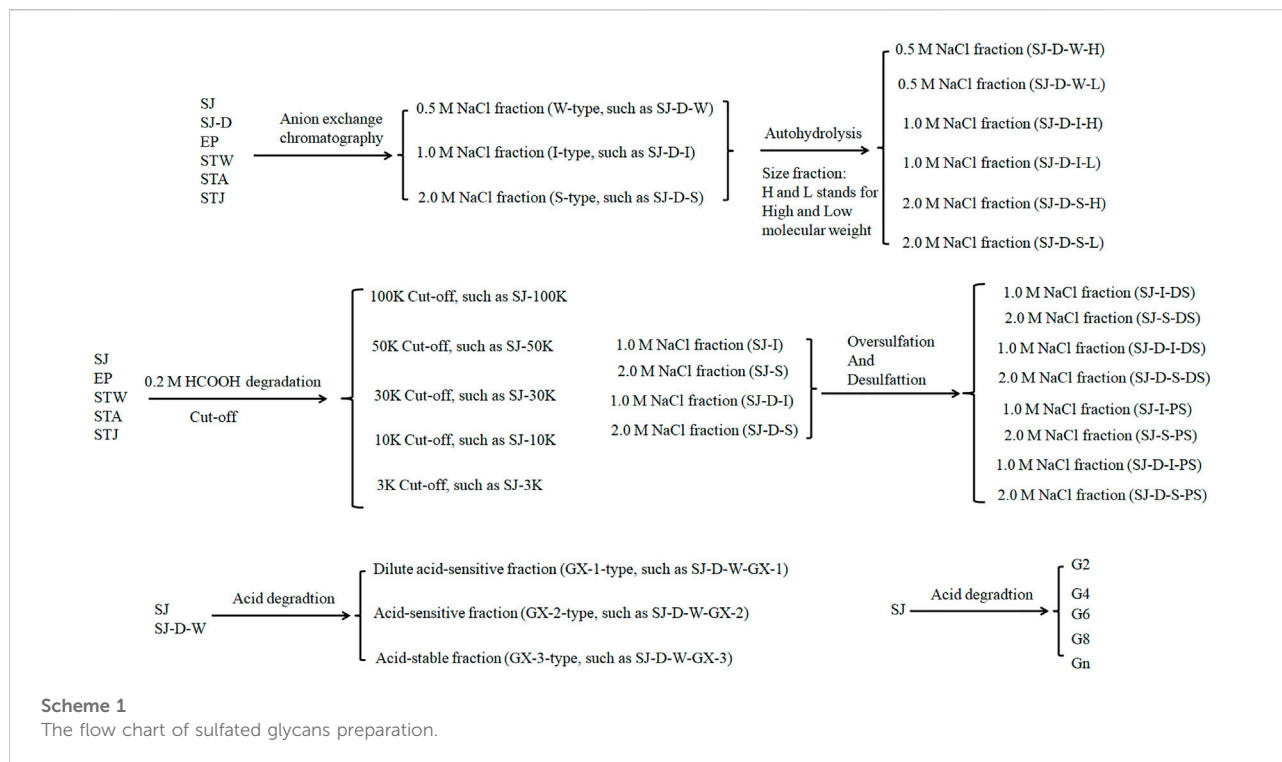 SJ
SJ-D
EP
STW
STA
STJ
Anion exchange
chromatography
0.5 M NaCl fraction (W-type, such as SJ-D-W)
1.0 M NaCl fraction (I-type, such as SJ-D-I)
2.0 M NaCl fraction (S-type, such as SJ-D-S)
Autohydrolysis
Size fraction:
H and L stands for
High and Low
molecular weight
0.5 M NaCl fraction (SJ-D-W-H)
0.5 M NaCl fraction (SJ-D-W-L)
1.0 M NaCl fraction (SJ-D-I-H)
1.0 M NaCl fraction (SJ-D-I-L)
2.0 M NaCl fraction (SJ-D-S-H)
2.0 M NaCl fraction (SJ-D-S-L)
SJ
EP
STW
STA
STJ
0.2 M HCOOH degradation
Cut-off
100K Cut-off, such as SJ-100K
50K Cut-off, such as SJ-50K
30K Cut-off, such as SJ-30K
10K Cut-off, such as SJ-10K
3K Cut-off, such as SJ-3K
1.0 M NaCl fraction (SJ-I)
2.0 M NaCl fraction (SJ-S)
1.0 M NaCl fraction (SJ-D-I)
2.0 M NaCl fraction (SJ-D-S)
Oversulfation
And
Desulfattion
1.0 M NaCl fraction (SJ-I-DS)
2.0 M NaCl fraction (SJ-S-DS)
1.0 M NaCl fraction (SJ-D-I-DS)
2.0 M NaCl fraction (SJ-D-S-DS)
1.0 M NaCl fraction (SJ-I-PS)
2.0 M NaCl fraction (SJ-S-PS)
1.0 M NaCl fraction (SJ-D-I-PS)
2.0 M NaCl fraction (SJ-D-S-PS)
SJ
SJ-D-W
Acid degradtion
Dilute acid-sensitive fraction (GX-1-type, such as SJ-D-W-GX-1)
Acid-sensitive fraction (GX-2-type, such as SJ-D-W-GX-2)
Acid-stable fraction (GX-3-type, such as SJ-D-W-GX-3)
SJ
Acid degradtion
G2
G4
G6
G8
Gn
Scheme 1
The flow chart of sulfated glycans preparation.